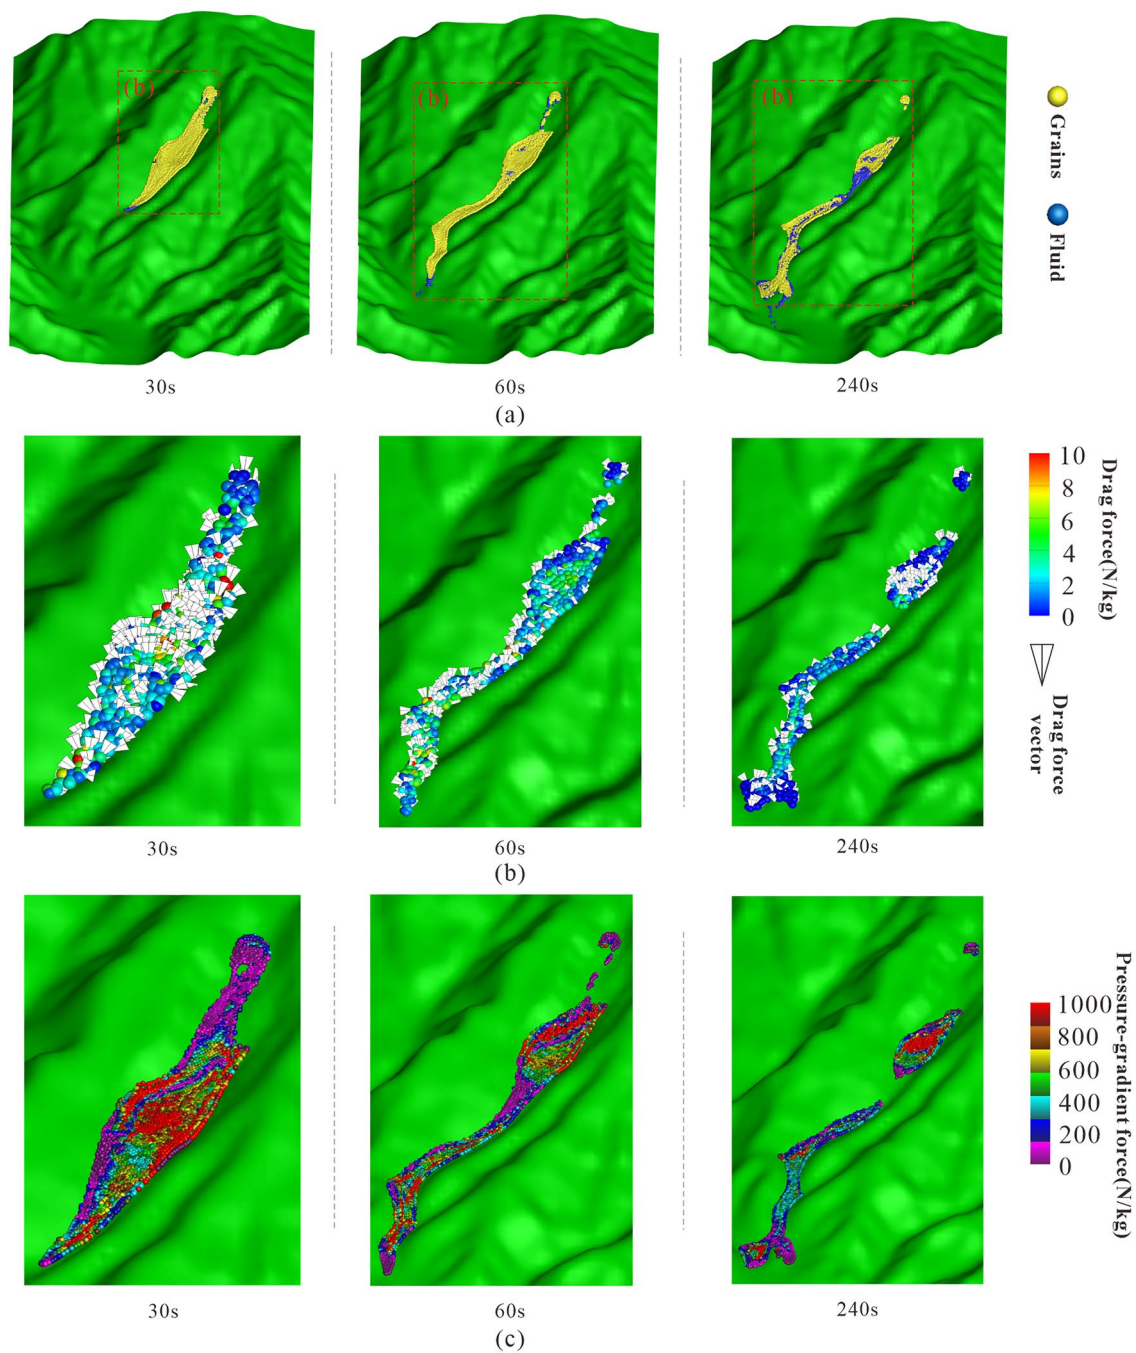 (b)
(b)
(b)
Grains
Fluid
30s
60s
240s
(a)
10
8
6
4
2
0
Drag force(N/kg)
Drag force
vector
30s
60s
240s
(b)
1000
800
600
400
200
0
Pressure-gradient force(N/kg)
30s
60s
240s
(c)